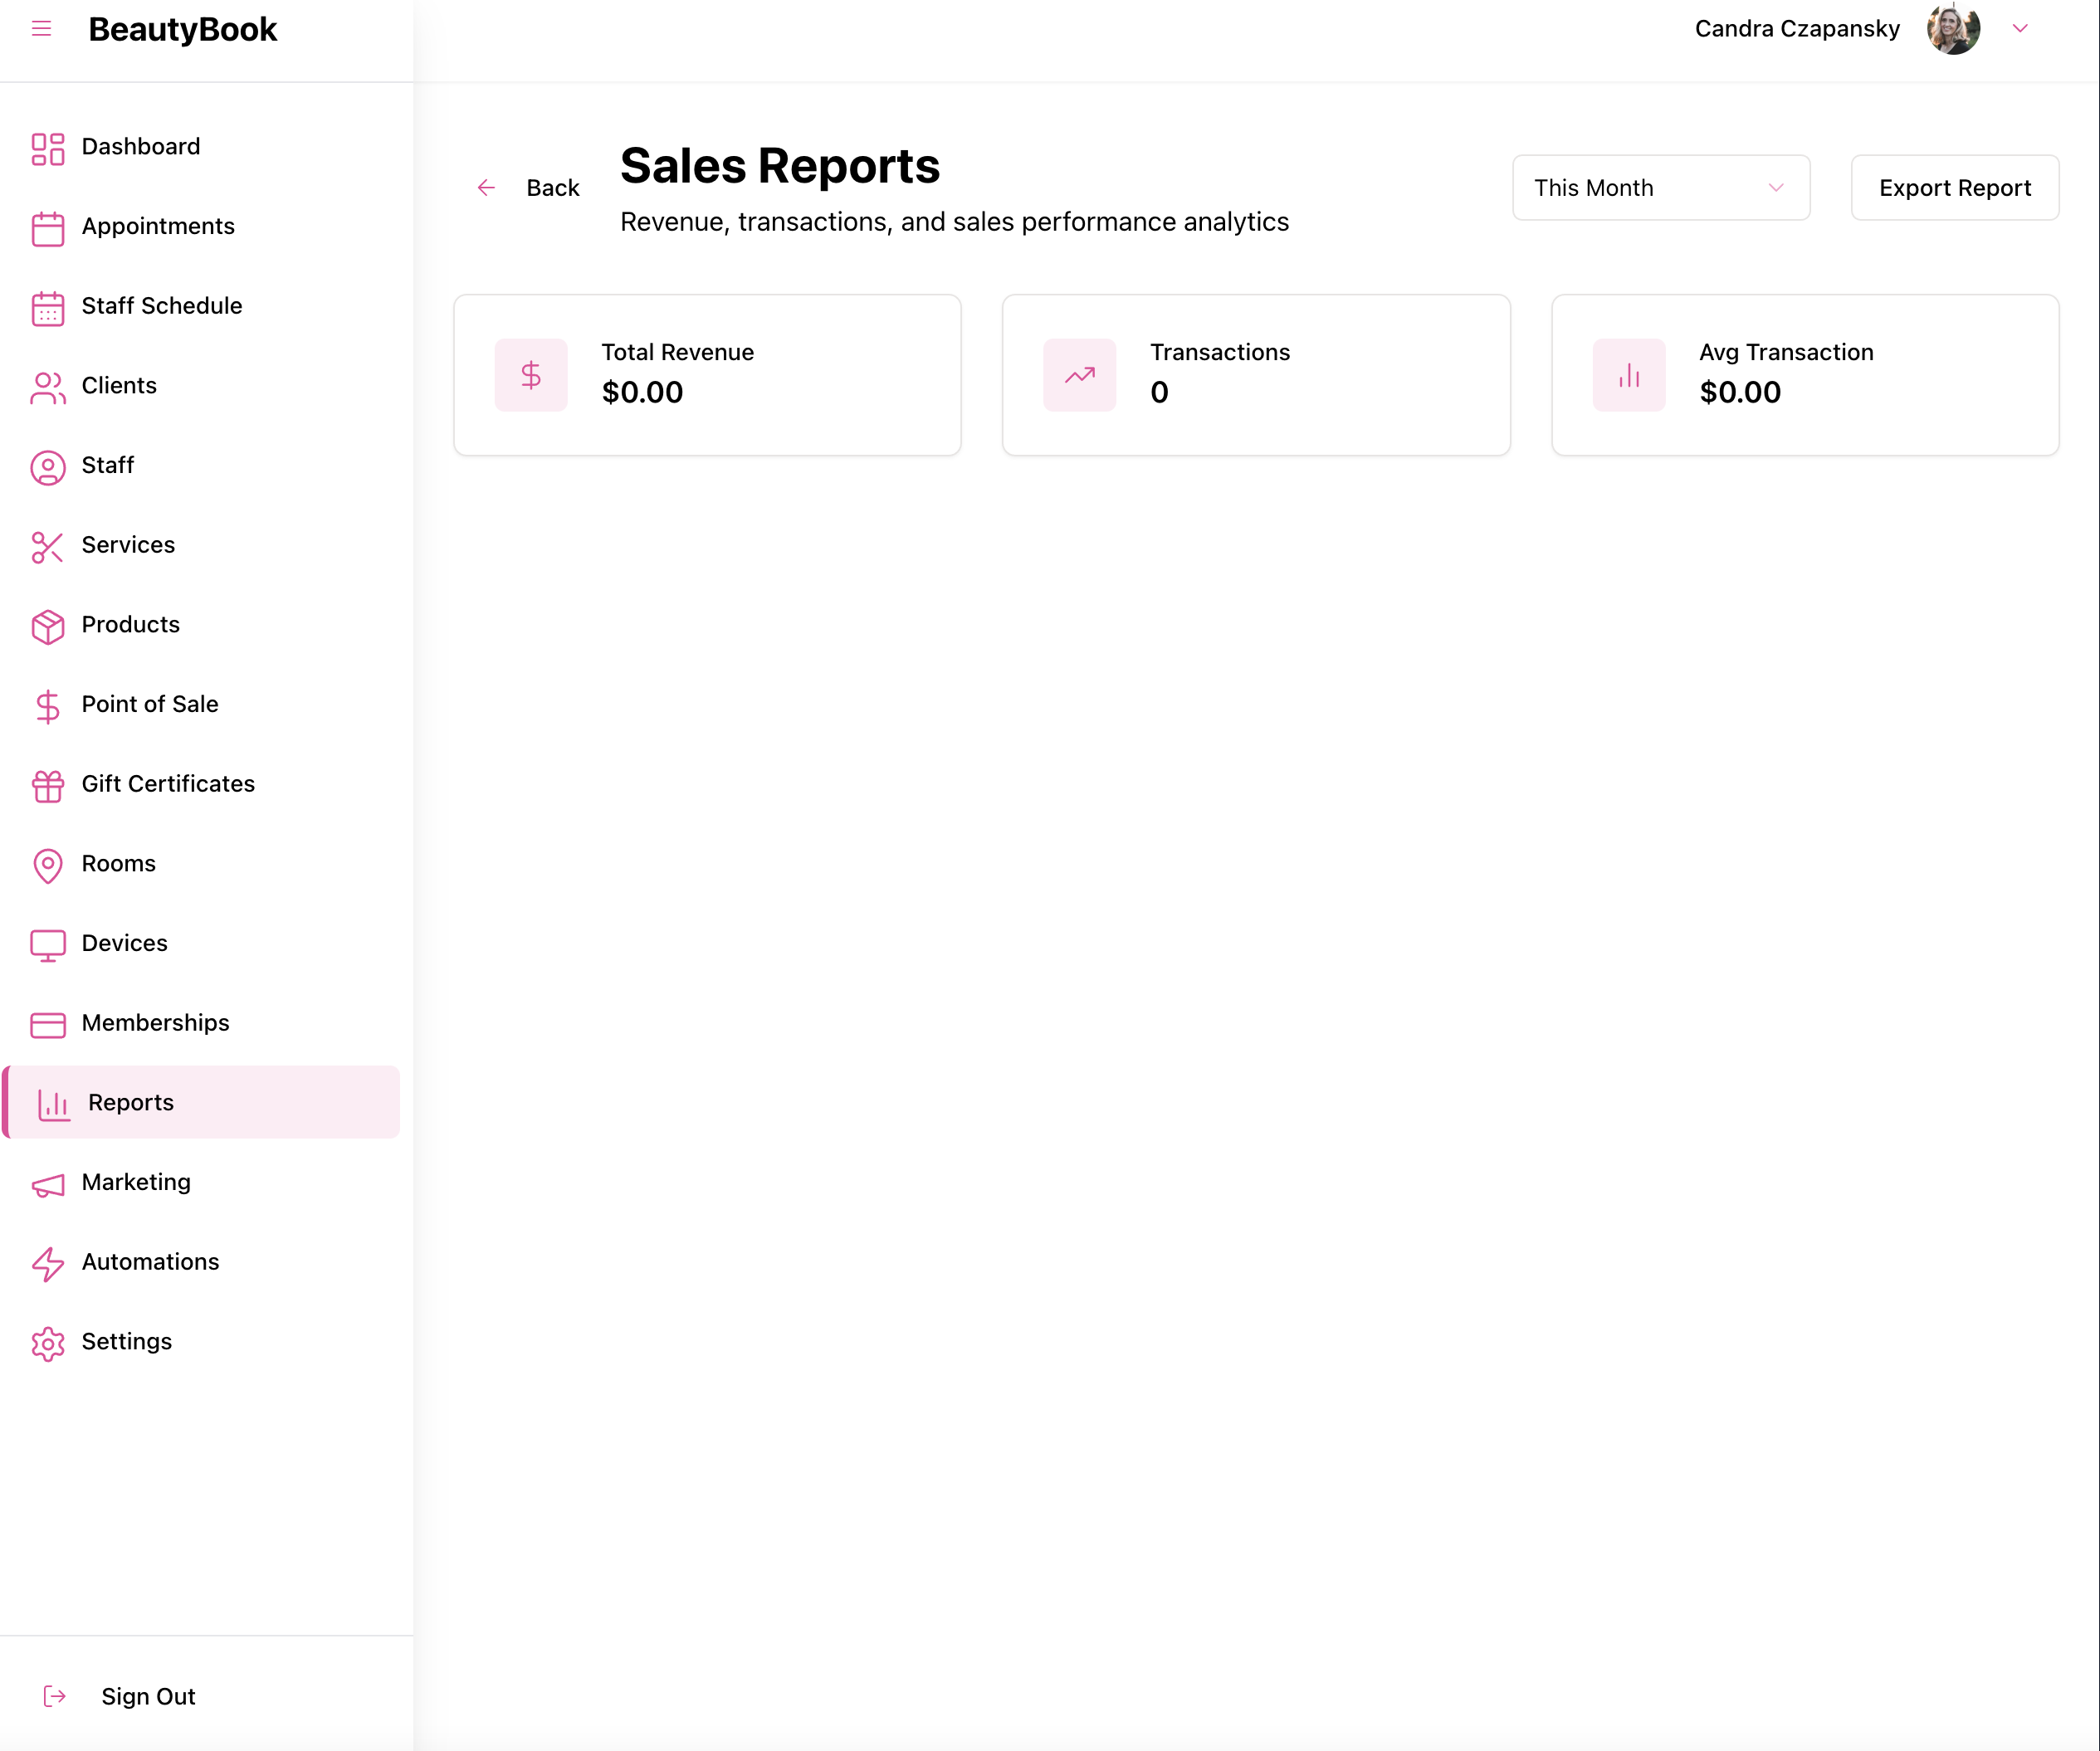 BeautyBook
Candra Czapansky
Dashboard
Appointments
Staff Schedule
Clients
Staff
Services
Products
Point of Sale
Gift Certificates
Rooms
Devices
Memberships
Reports
Marketing
Automations
Settings
Sign Out
Back
Sales Reports
Revenue, transactions, and sales performance analytics
This Month
Export Report
Total Revenue
$0.00
Transactions
0
Avg Transaction
$0.00